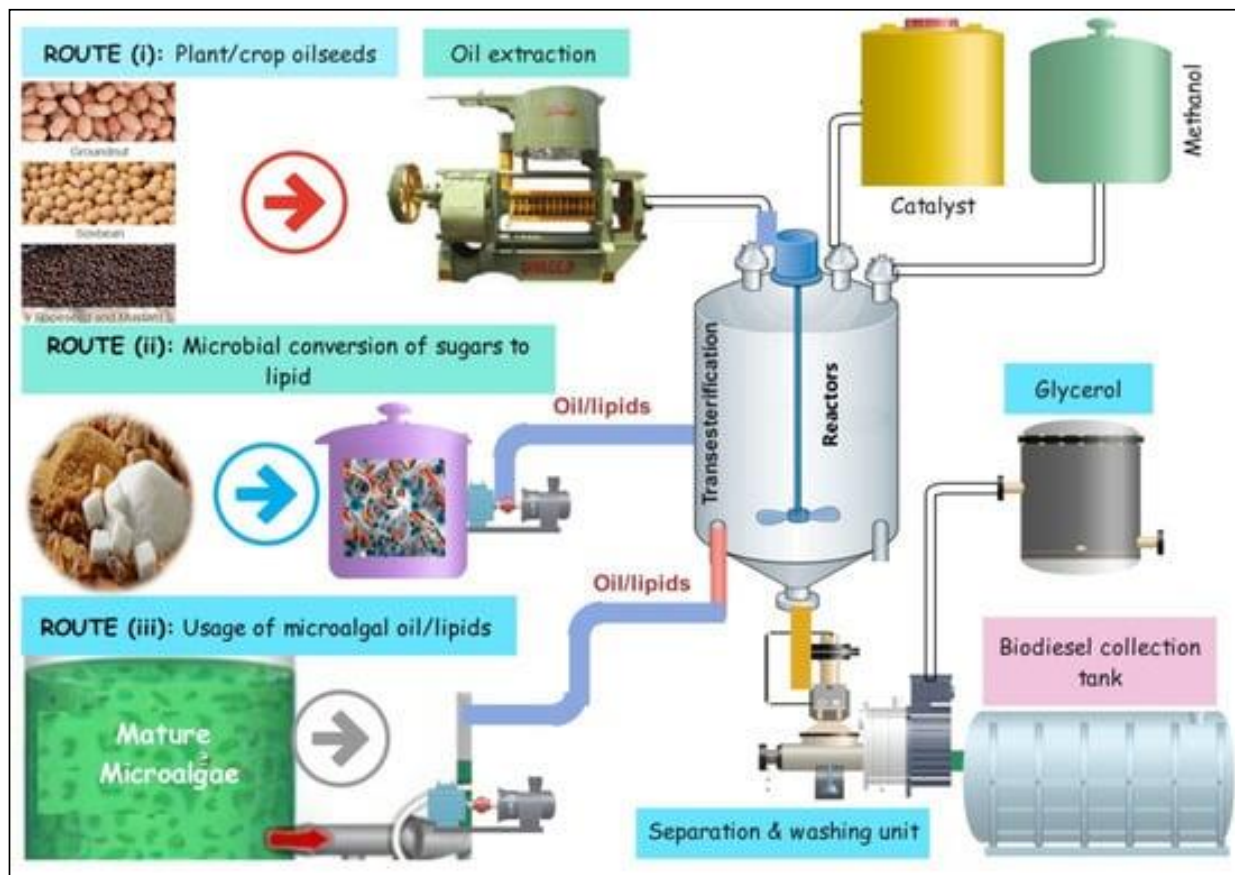 ROUTE (i): Plant/crop oilseeds
Oil extraction
Groundnut
Soybean
and Mustard
Catalyst
Methanol
ROUTE (ii): Microbial conversion of sugars to
lipid
Oil/lipids
Transesterification
Reactors
Glycerol
Oil/lipids
ROUTE (iii): Usage of microalgal oil/lipids
Mature
Microalgae
Biodiesel collection
tank
Separation & washing unit